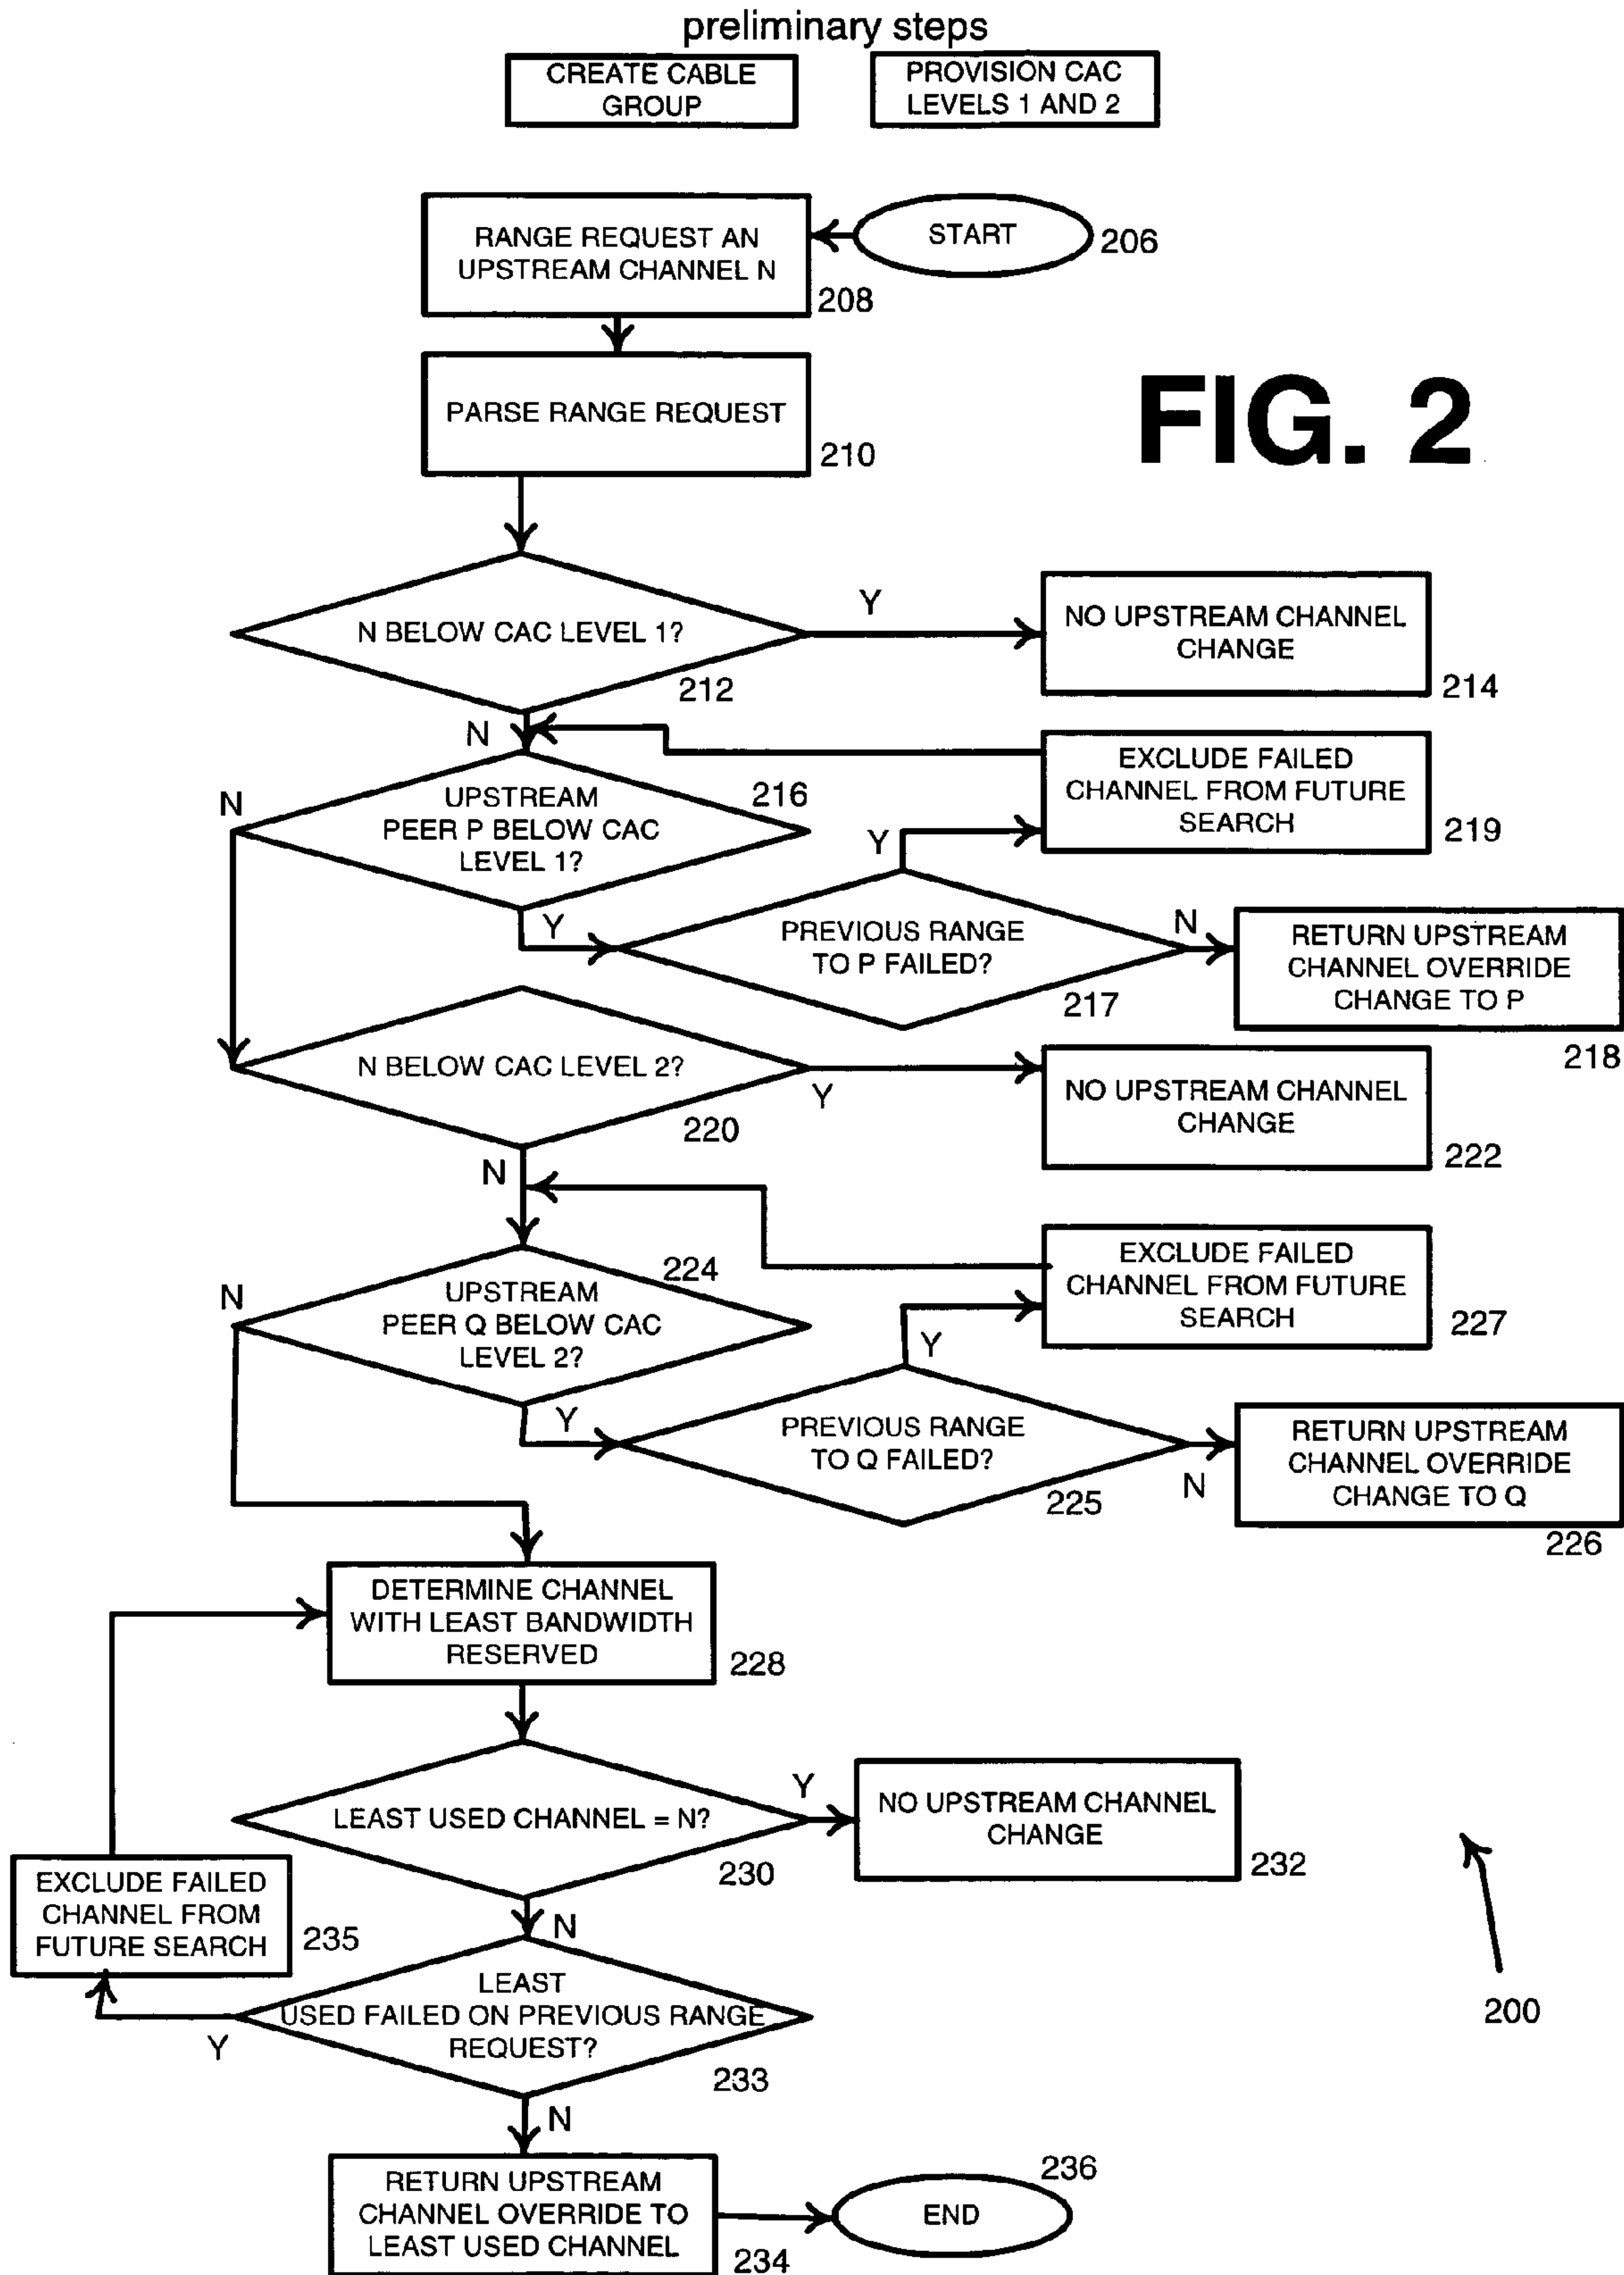 preliminary steps
CREATE CABLE
GROUP
PROVISION CAC
LEVELS 1 AND 2
START
206
RANGE REQUEST AN
UPSTREAM CHANNEL N
208
PARSE RANGE REQUEST
210
FIG. 2
N BELOW CAC LEVEL 1?
212
Y
NO UPSTREAM CHANNEL
CHANGE
214
N
UPSTREAM
PEER P BELOW CAC
LEVEL 1?
216
N
Y
EXCLUDE FAILED
CHANNEL FROM FUTURE
SEARCH
219
Y
PREVIOUS RANGE
TO P FAILED?
217
N
RETURN UPSTREAM
CHANNEL OVERRIDE
CHANGE TO P
218
N BELOW CAC LEVEL 2?
220
Y
NO UPSTREAM CHANNEL
CHANGE
222
N
UPSTREAM
PEER Q BELOW CAC
LEVEL 2?
224
N
Y
EXCLUDE FAILED
CHANNEL FROM FUTURE
SEARCH
227
Y
PREVIOUS RANGE
TO Q FAILED?
225
N
RETURN UPSTREAM
CHANNEL OVERRIDE
CHANGE TO Q
226
DETERMINE CHANNEL
WITH LEAST BANDWIDTH
RESERVED
228
LEAST USED CHANNEL = N?
230
Y
NO UPSTREAM CHANNEL
CHANGE
232
N
EXCLUDE FAILED
CHANNEL FROM
FUTURE SEARCH
235
LEAST
USED FAILED ON PREVIOUS RANGE
REQUEST?
233
Y
N
200
RETURN UPSTREAM
CHANNEL OVERRIDE TO
LEAST USED CHANNEL
234
END
236